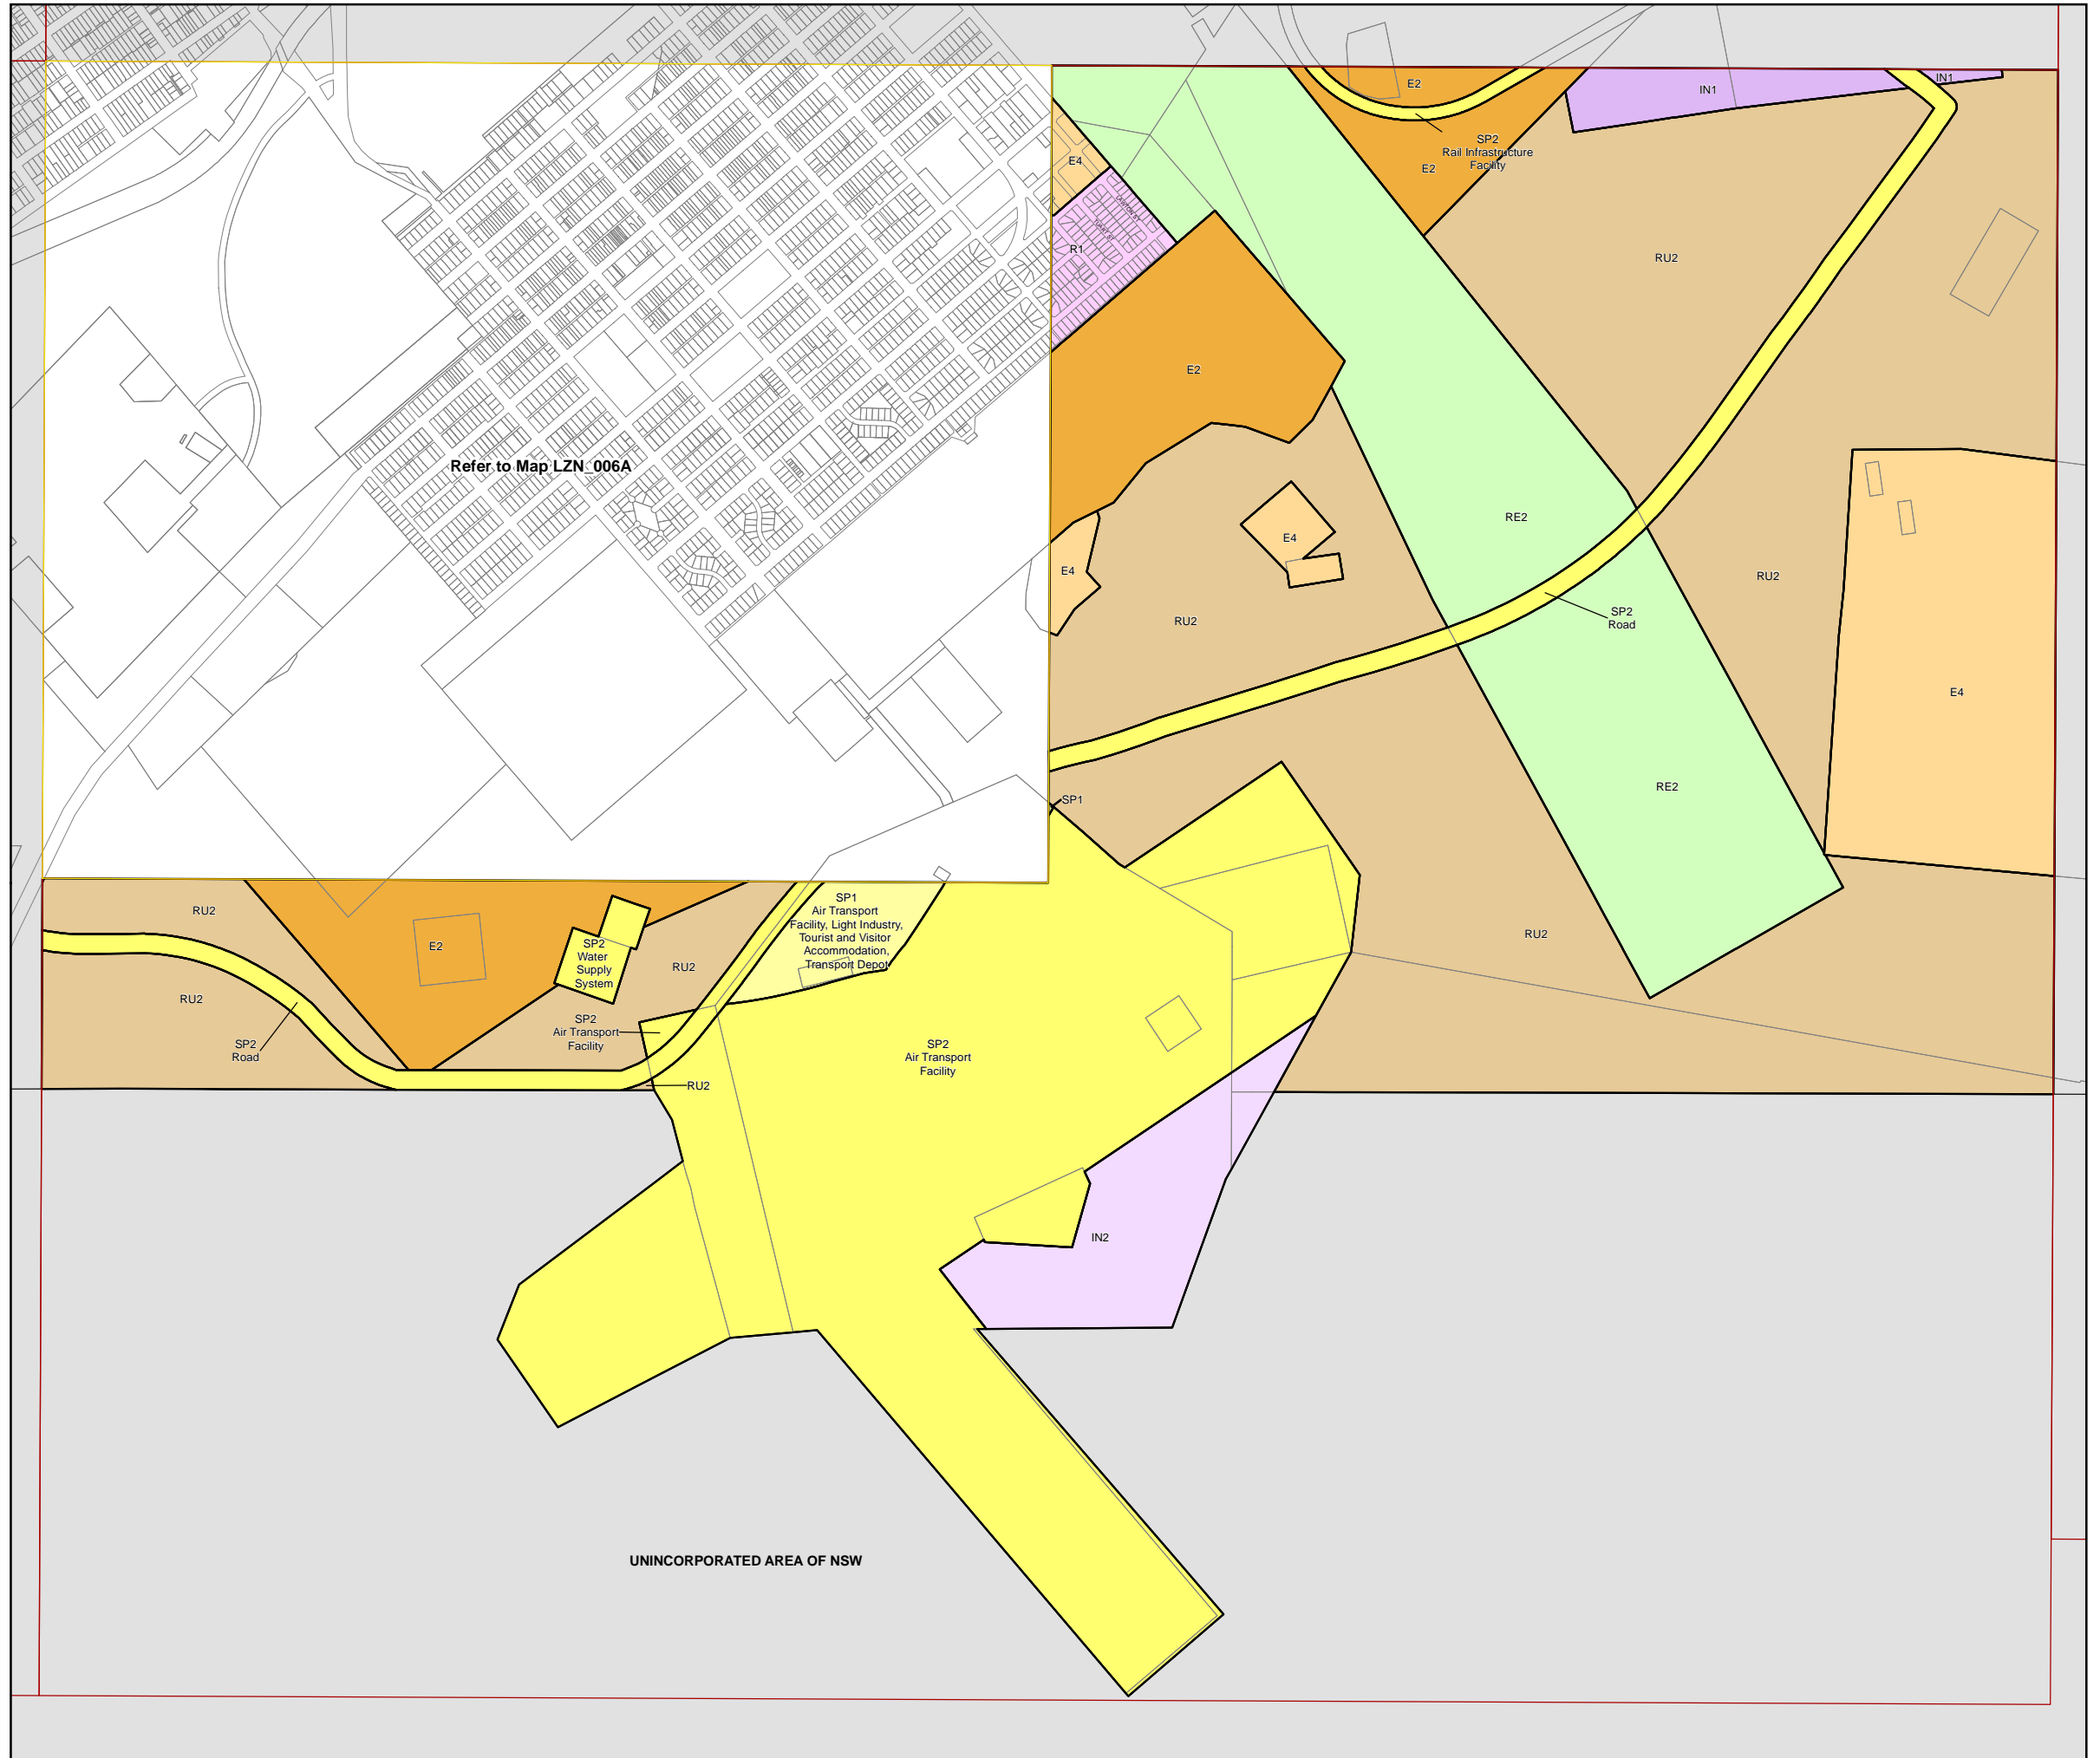 E2
IN1
IN1
SP2
Rail Infrastructure
Facility
E4
E2
R1
RU2
E2
Refer to Map LZN_006A
RE2
E4
E4
RU2
SP2
Road
RU2
E4
RE2
SP1
SP1
Air Transport
Facility, Light Industry,
Tourist and Visitor
Accommodation,
Transport Depot
RU2
E2
SP2
Water
Supply
System
RU2
RU2
RU2
SP2
Air Transport
Facility
SP2
Road
SP2
Air Transport
Facility
RU2
IN2
UNINCORPORATED AREA OF NSW